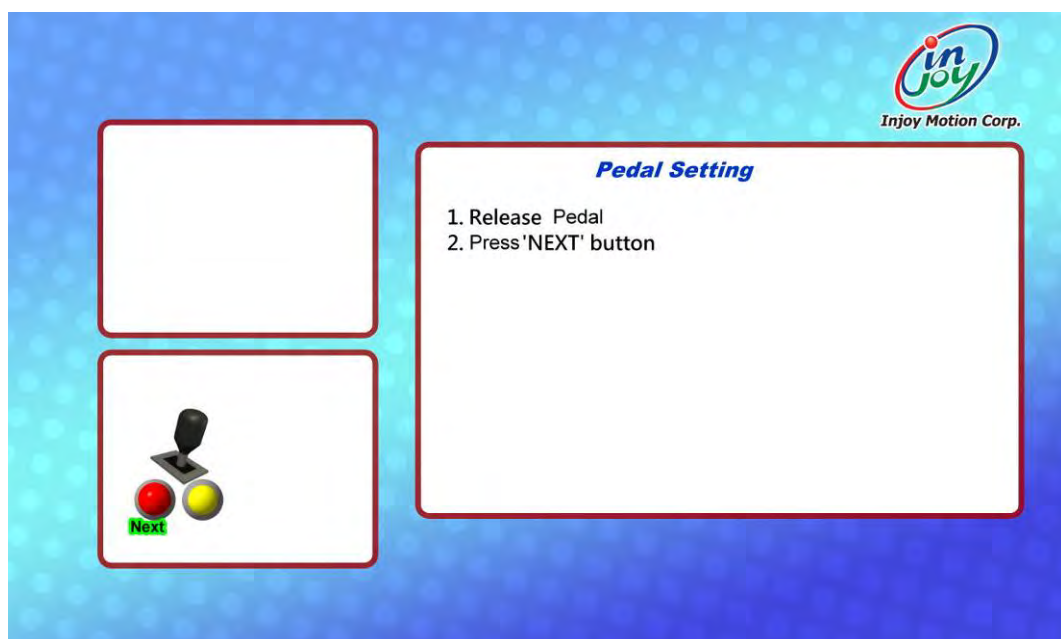 in
joy
Injoy Motion Corp.
Pedal Setting
1. Release Pedal
2. Press 'NEXT' button
Next